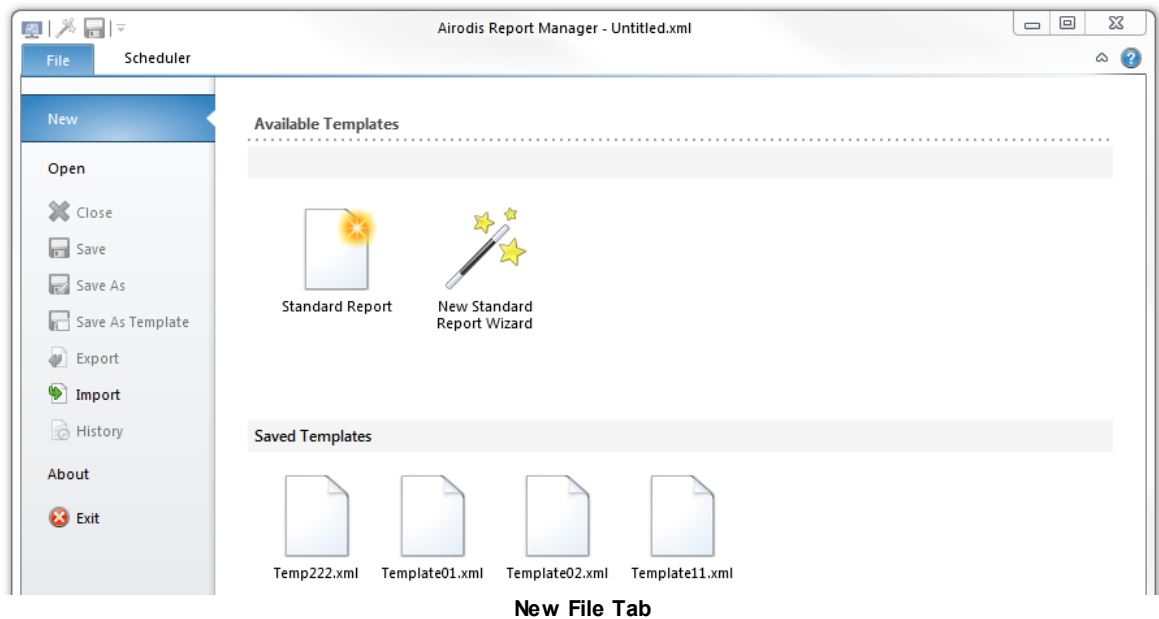 Airodis Report Manager - Untitled.xml
File Scheduler
New
Open
Close
Save
Save As
Save As Template
Export
Import
History
About
Exit
Available Templates
Standard Report
New Standard
Report Wizard
Saved Templates
Temp222.xml Template01.xml Template02.xml Template11.xml
New File Tab